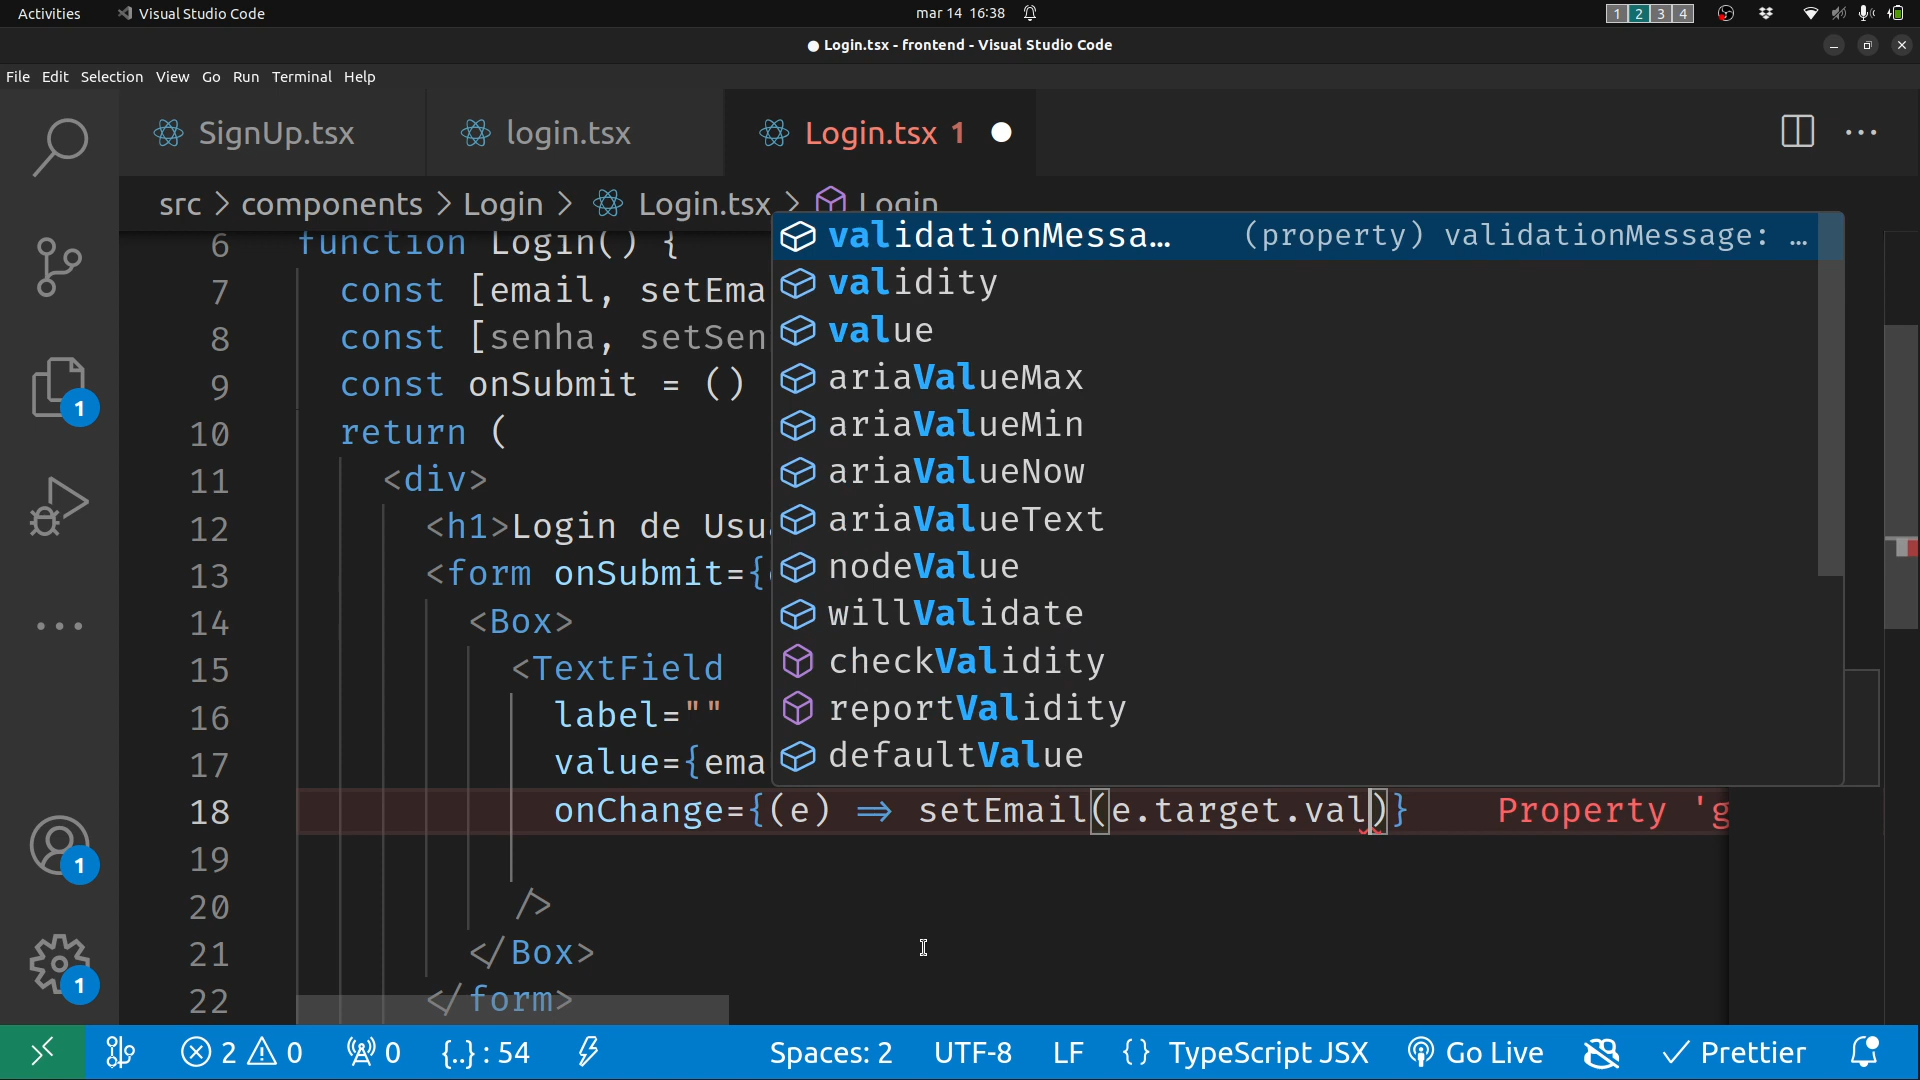 Activities
Visual Studio Code
mar 14 16:38
1 2 3 4
● Login.tsx - frontend - Visual Studio Code
File Edit Selection View Go Run Terminal Help
SignUp.tsx
login.tsx
Login.tsx 1
src > components > Login > Login.tsx > Login
6 function Login() {
7 const [email, setEma
8 const [senha, setSen
9 const onSubmit = ()
10 return (
11 <div>
12 <h1>Login de Usu
13 <form onSubmit={
14 <Box>
15 <TextField
16 label=""
17 value={ema
18 onChange={(e) => setEmail(e.target.val)} Property 'g
19
20 />
21 </Box>
22 </form>
validationMessa… (property) validationMessage: …
validity
value
ariaValueMax
ariaValueMin
ariaValueNow
ariaValueText
nodeValue
willValidate
checkValidity
reportValidity
defaultValue
1
1
1
2 0 0 {..} : 54
Spaces: 2 UTF-8 LF {} TypeScript JSX Go Live Prettier